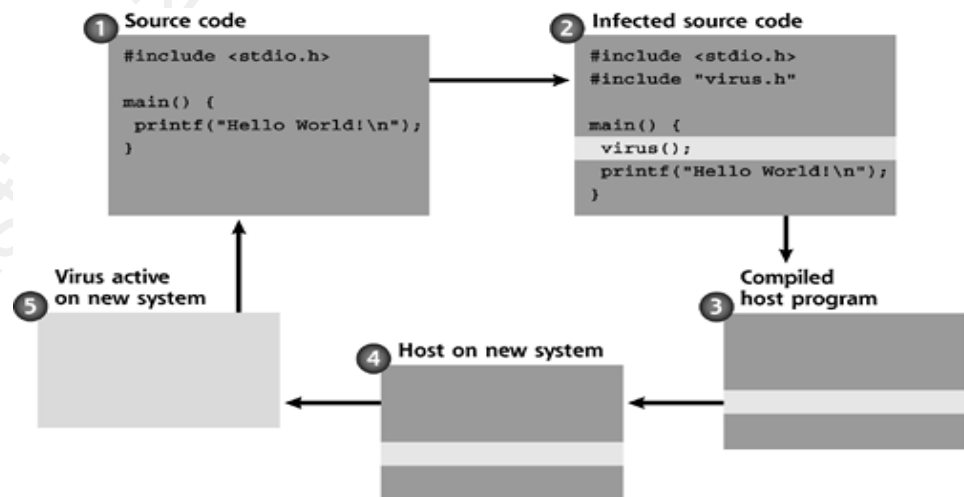 1 Source code
#include <stdio.h>
main() {
printf("Hello World!\n");
}
2 Infected source code
#include <stdio.h>
#include "virus.h"
main() {
virus();
printf("Hello World!\n");
}
3 Compiled
host program
4 Host on new system
5 Virus active
on new system